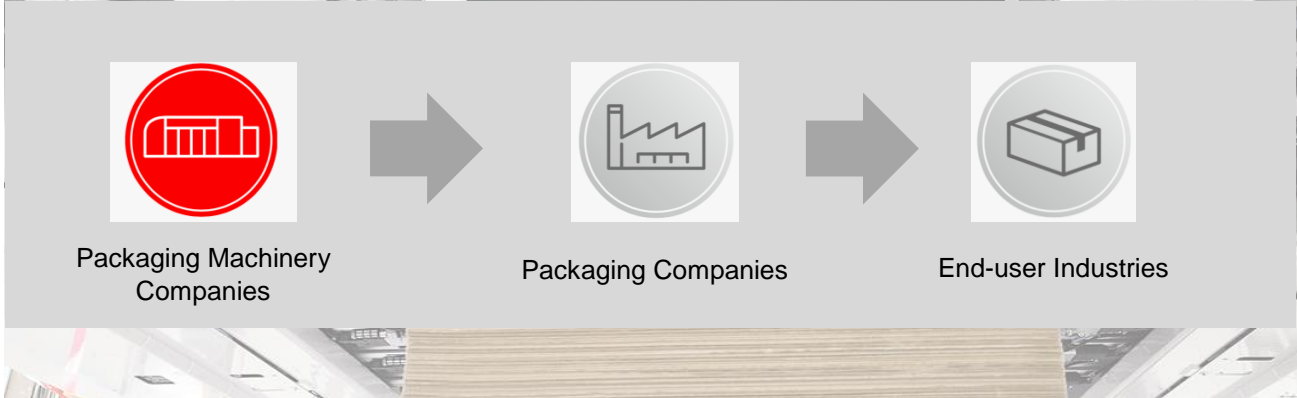 Packaging Machinery
Companies
Packaging Companies
End-user Industries